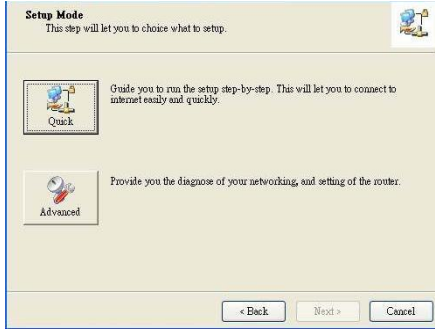 Setup Mode
This step will let you to choice what to setup.
Guide you to run the setup step-by-step. This will let you to connect to
internet easily and quickly.
Quick
Provide you the diagnose of your networking, and setting of the router.
Advanced
< Back
Next >
Cancel